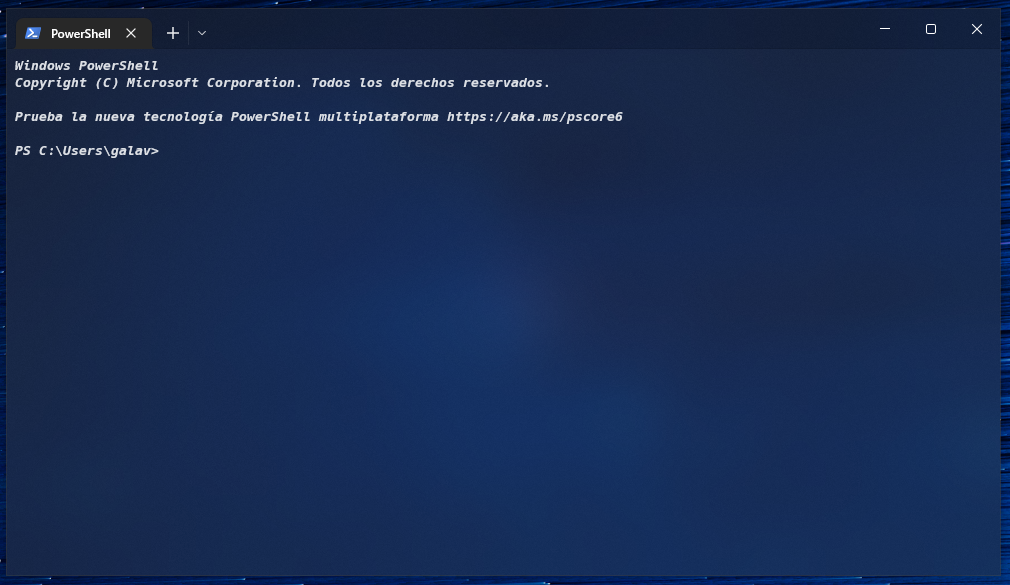 PowerShell
Windows PowerShell
Copyright (C) Microsoft Corporation. Todos los derechos reservados.
Prueba la nueva tecnología PowerShell multiplataforma https://aka.ms/pscore6
PS C:\Users\galav>